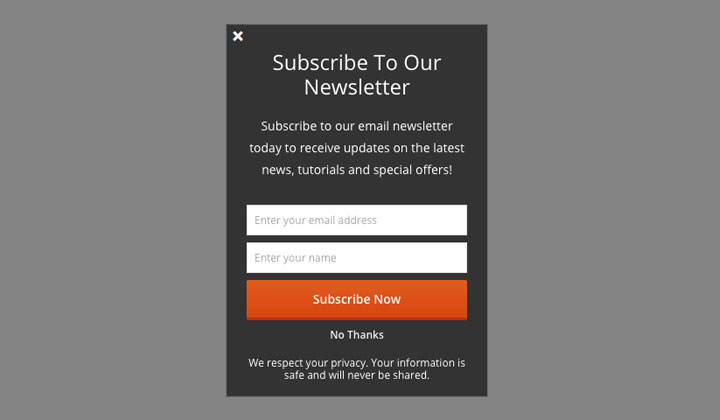 Subscribe To Our
Newsletter
Subscribe to our email newsletter
today to receive updates on the latest
news, tutorials and special offers!
Enter your email address
Enter your name
Subscribe Now
No Thanks
We respect your privacy. Your information is
safe and will never be shared.